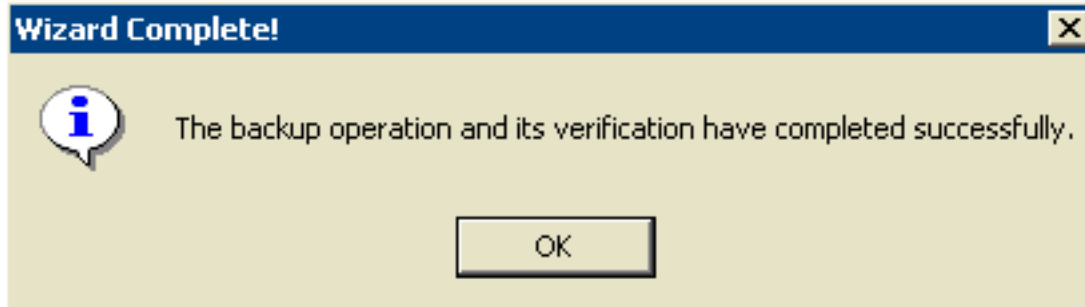 Wizard Complete!
The backup operation and its verification have completed successfully.
OK